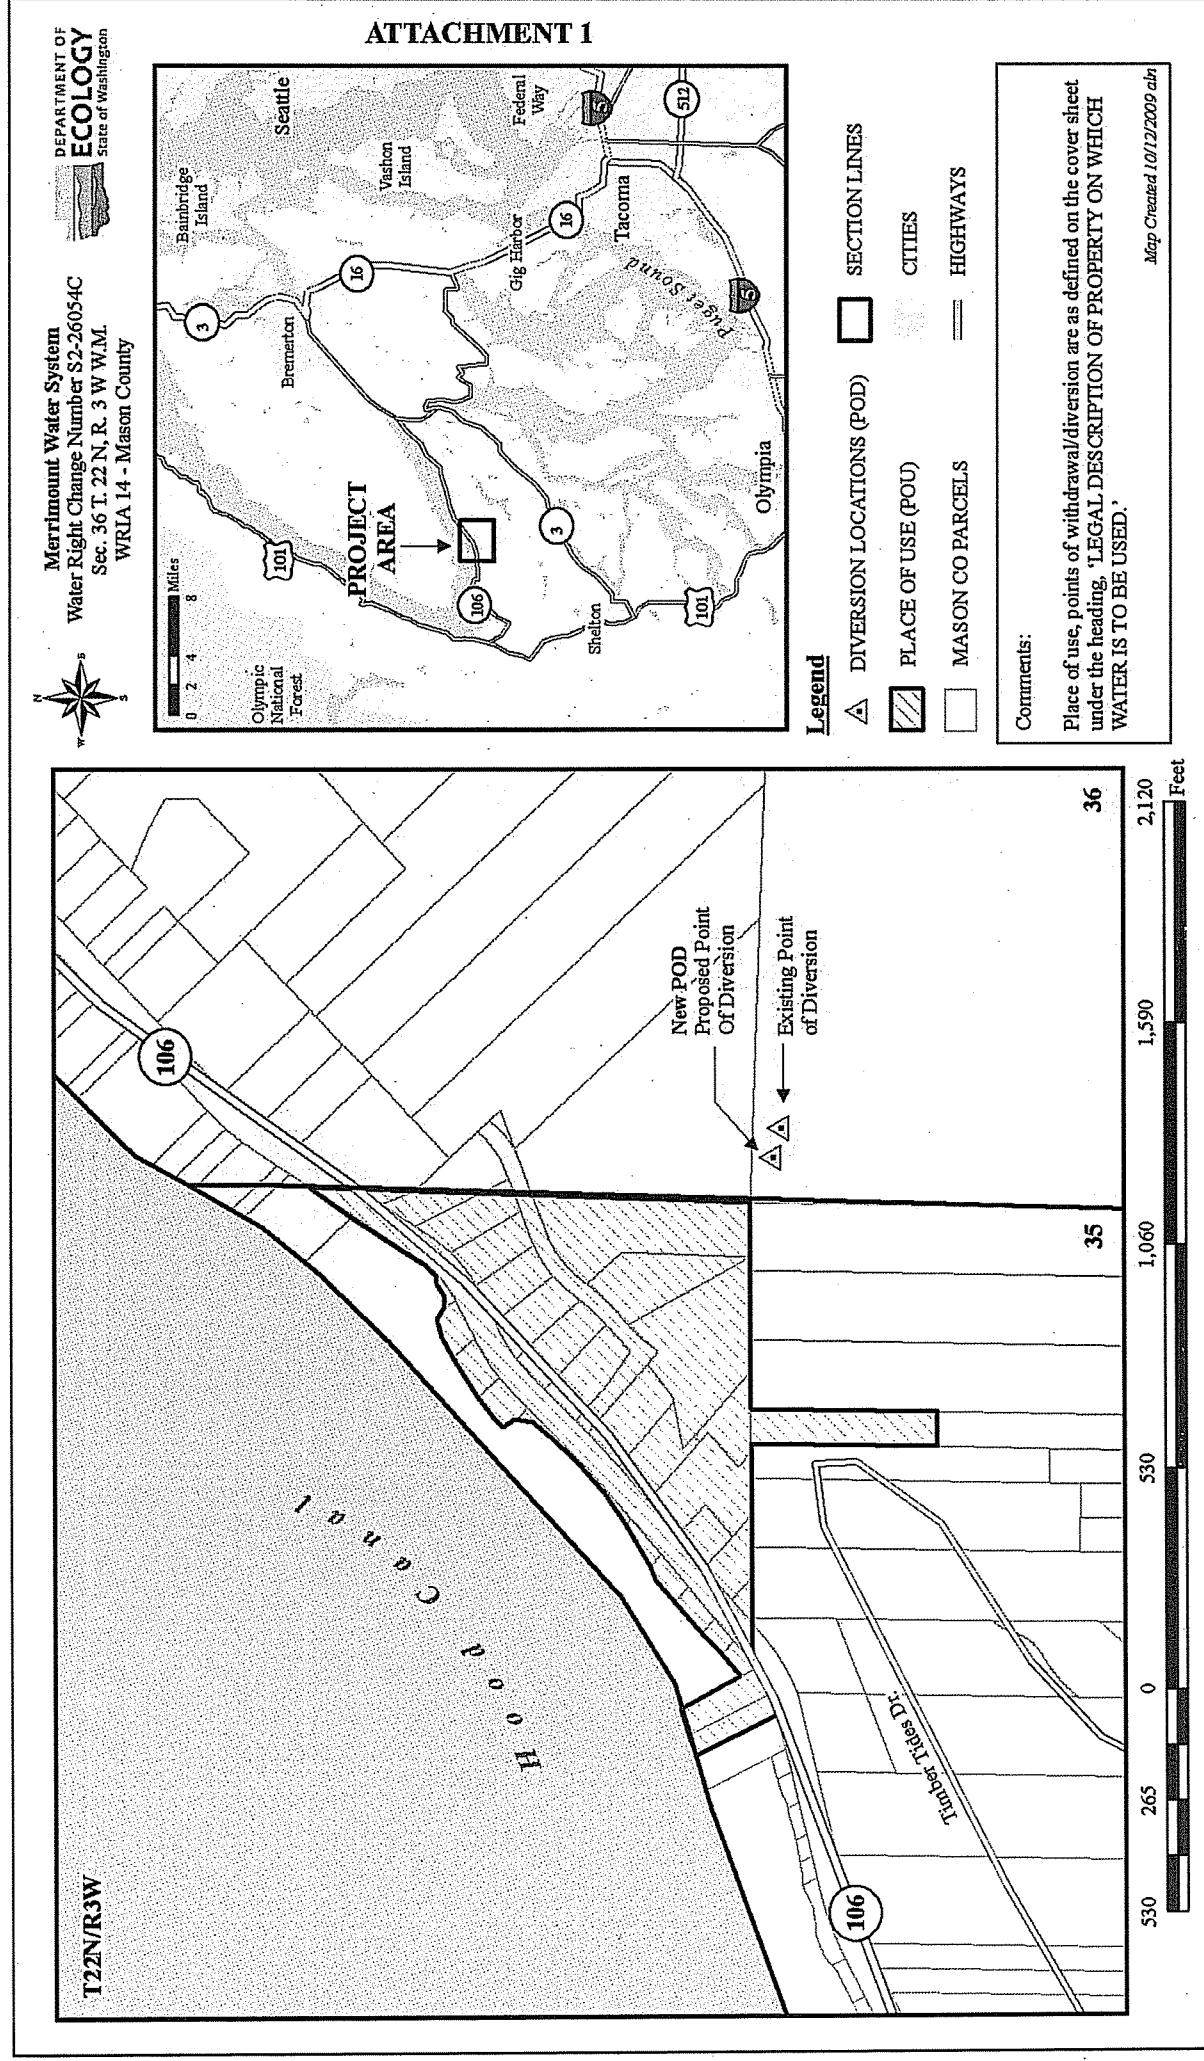 ATTACHMENT 1
Merrimount Water System
Water Right Change Number S2-26054C
Sec. 36 T. 22 N, R. 3 W W.M.
WRIA 14 - Mason County
DEPARTMENT OF
ECOLOGY
State of Washington
N
W
E
S
T22N/R3W
Hood Canal
106
106
New POD
Proposed Point
Of Diversion
Existing Point
of Diversion
Timber Tides Dr.
35
36
530
265
0
530
1,060
1,590
2,120
Feet
Miles
0
2
4
8
Olympic
National
Forest
101
PROJECT
AREA
106
Shelton
101
3
Olympia
Bremerton
3
16
Bainbridge
Island
Seattle
Vashon
Island
Gig Harbor
16
Puget Sound
Tacoma
Federal
Way
5
512
5
Legend
DIVERSION LOCATIONS (POD)
PLACE OF USE (POU)
MASON CO PARCELS
SECTION LINES
CITIES
HIGHWAYS
Comments:
Place of use, points of withdrawal/diversion are as defined on the cover sheet
under the heading, 'LEGAL DESCRIPTION OF PROPERTY ON WHICH
WATER IS TO BE USED.'
Map Created 10/12/2009 aln